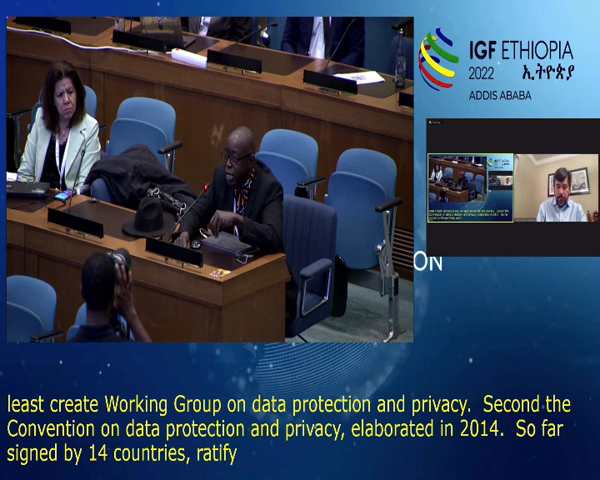 IGF ETHIOPIA
2022 ኢትዮጵያ
ADDIS ABABA
ON
least create Working Group on data protection and privacy.  Second the
Convention on data protection and privacy, elaborated in 2014.  So far
signed by 14 countries, ratify